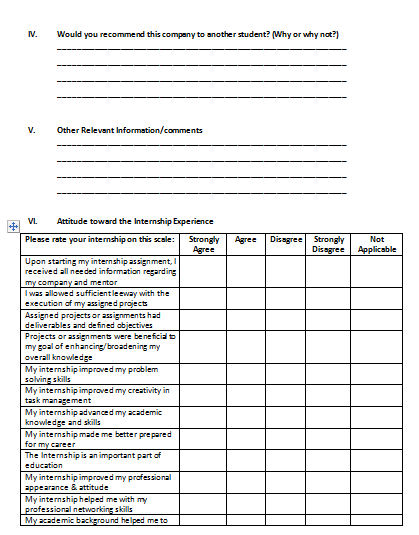 IV. Would you recommend this company to another student? (Why or why not?)
V. Other Relevant Information/comments
VI. Attitude toward the Internship Experience
Please rate your internship on this scale: Strongly Agree Agree Disagree Strongly Disagree Not Applicable
Upon starting my internship assignment, I
received all needed information regarding
my company and mentor
I was allowed sufficient leeway with the
execution of my assigned projects
Assigned projects or assignments had
deliverables and defined objectives
Projects or assignments were beneficial to
my goal of enhancing/broadening my
overall knowledge
My internship improved my problem
solving skills
My internship improved my creativity in
task management
My internship advanced my academic
knowledge and skills
My internship made me better prepared
for my career
The Internship is an important part of
education
My internship improved my professional
appearance & attitude
My internship helped me with my
professional networking skills
My academic background helped me to